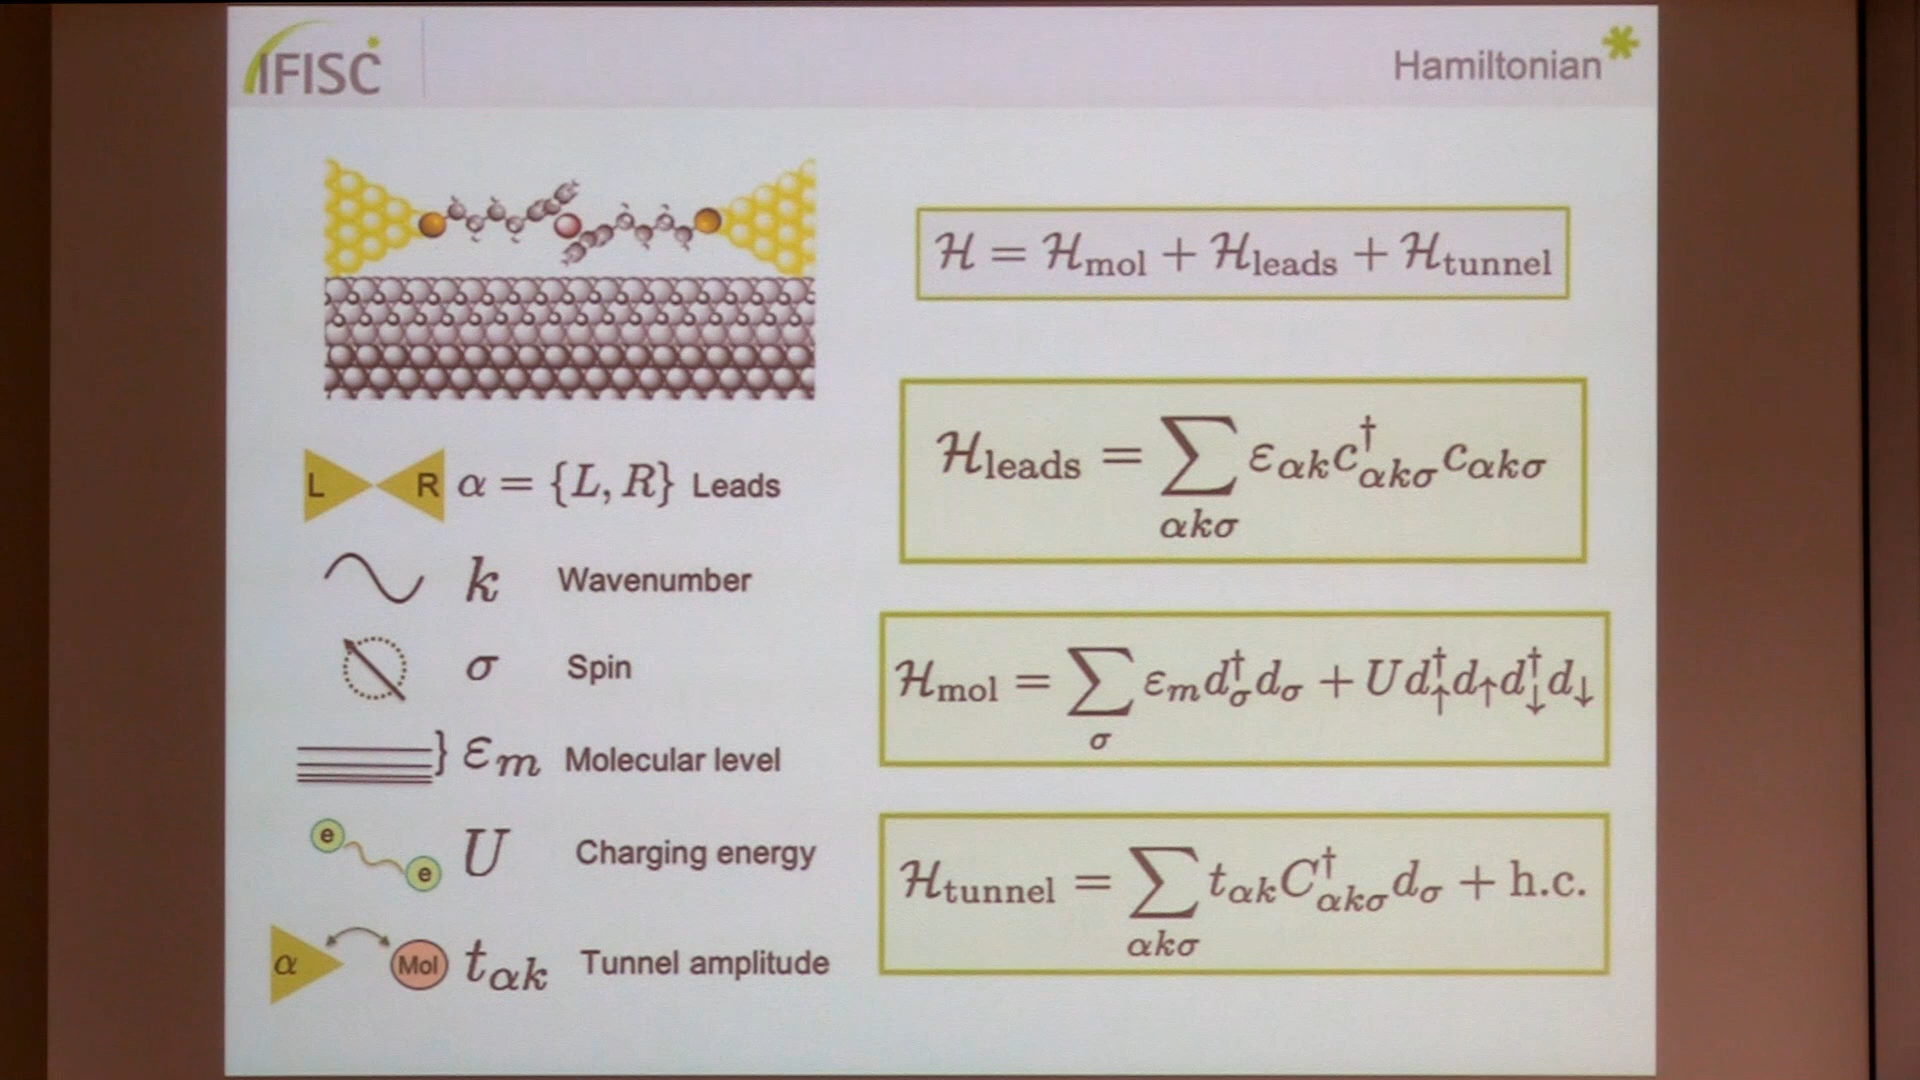 IFISC
Hamiltonian*
ℋ = ℋmol + ℋleads + ℋtunnel
ℋleads = ∑αkσ εαk c†αkσ cαkσ
L R α = {L, R} Leads
k Wavenumber
σ Spin
ℋmol = ∑σ εm d†σ dσ + U d†↑ d↑ d†↓ d↓
} εm Molecular level
e e U Charging energy
ℋtunnel = ∑αkσ tαk C†αkσ dσ + h.c.
α Mol tαk Tunnel amplitude